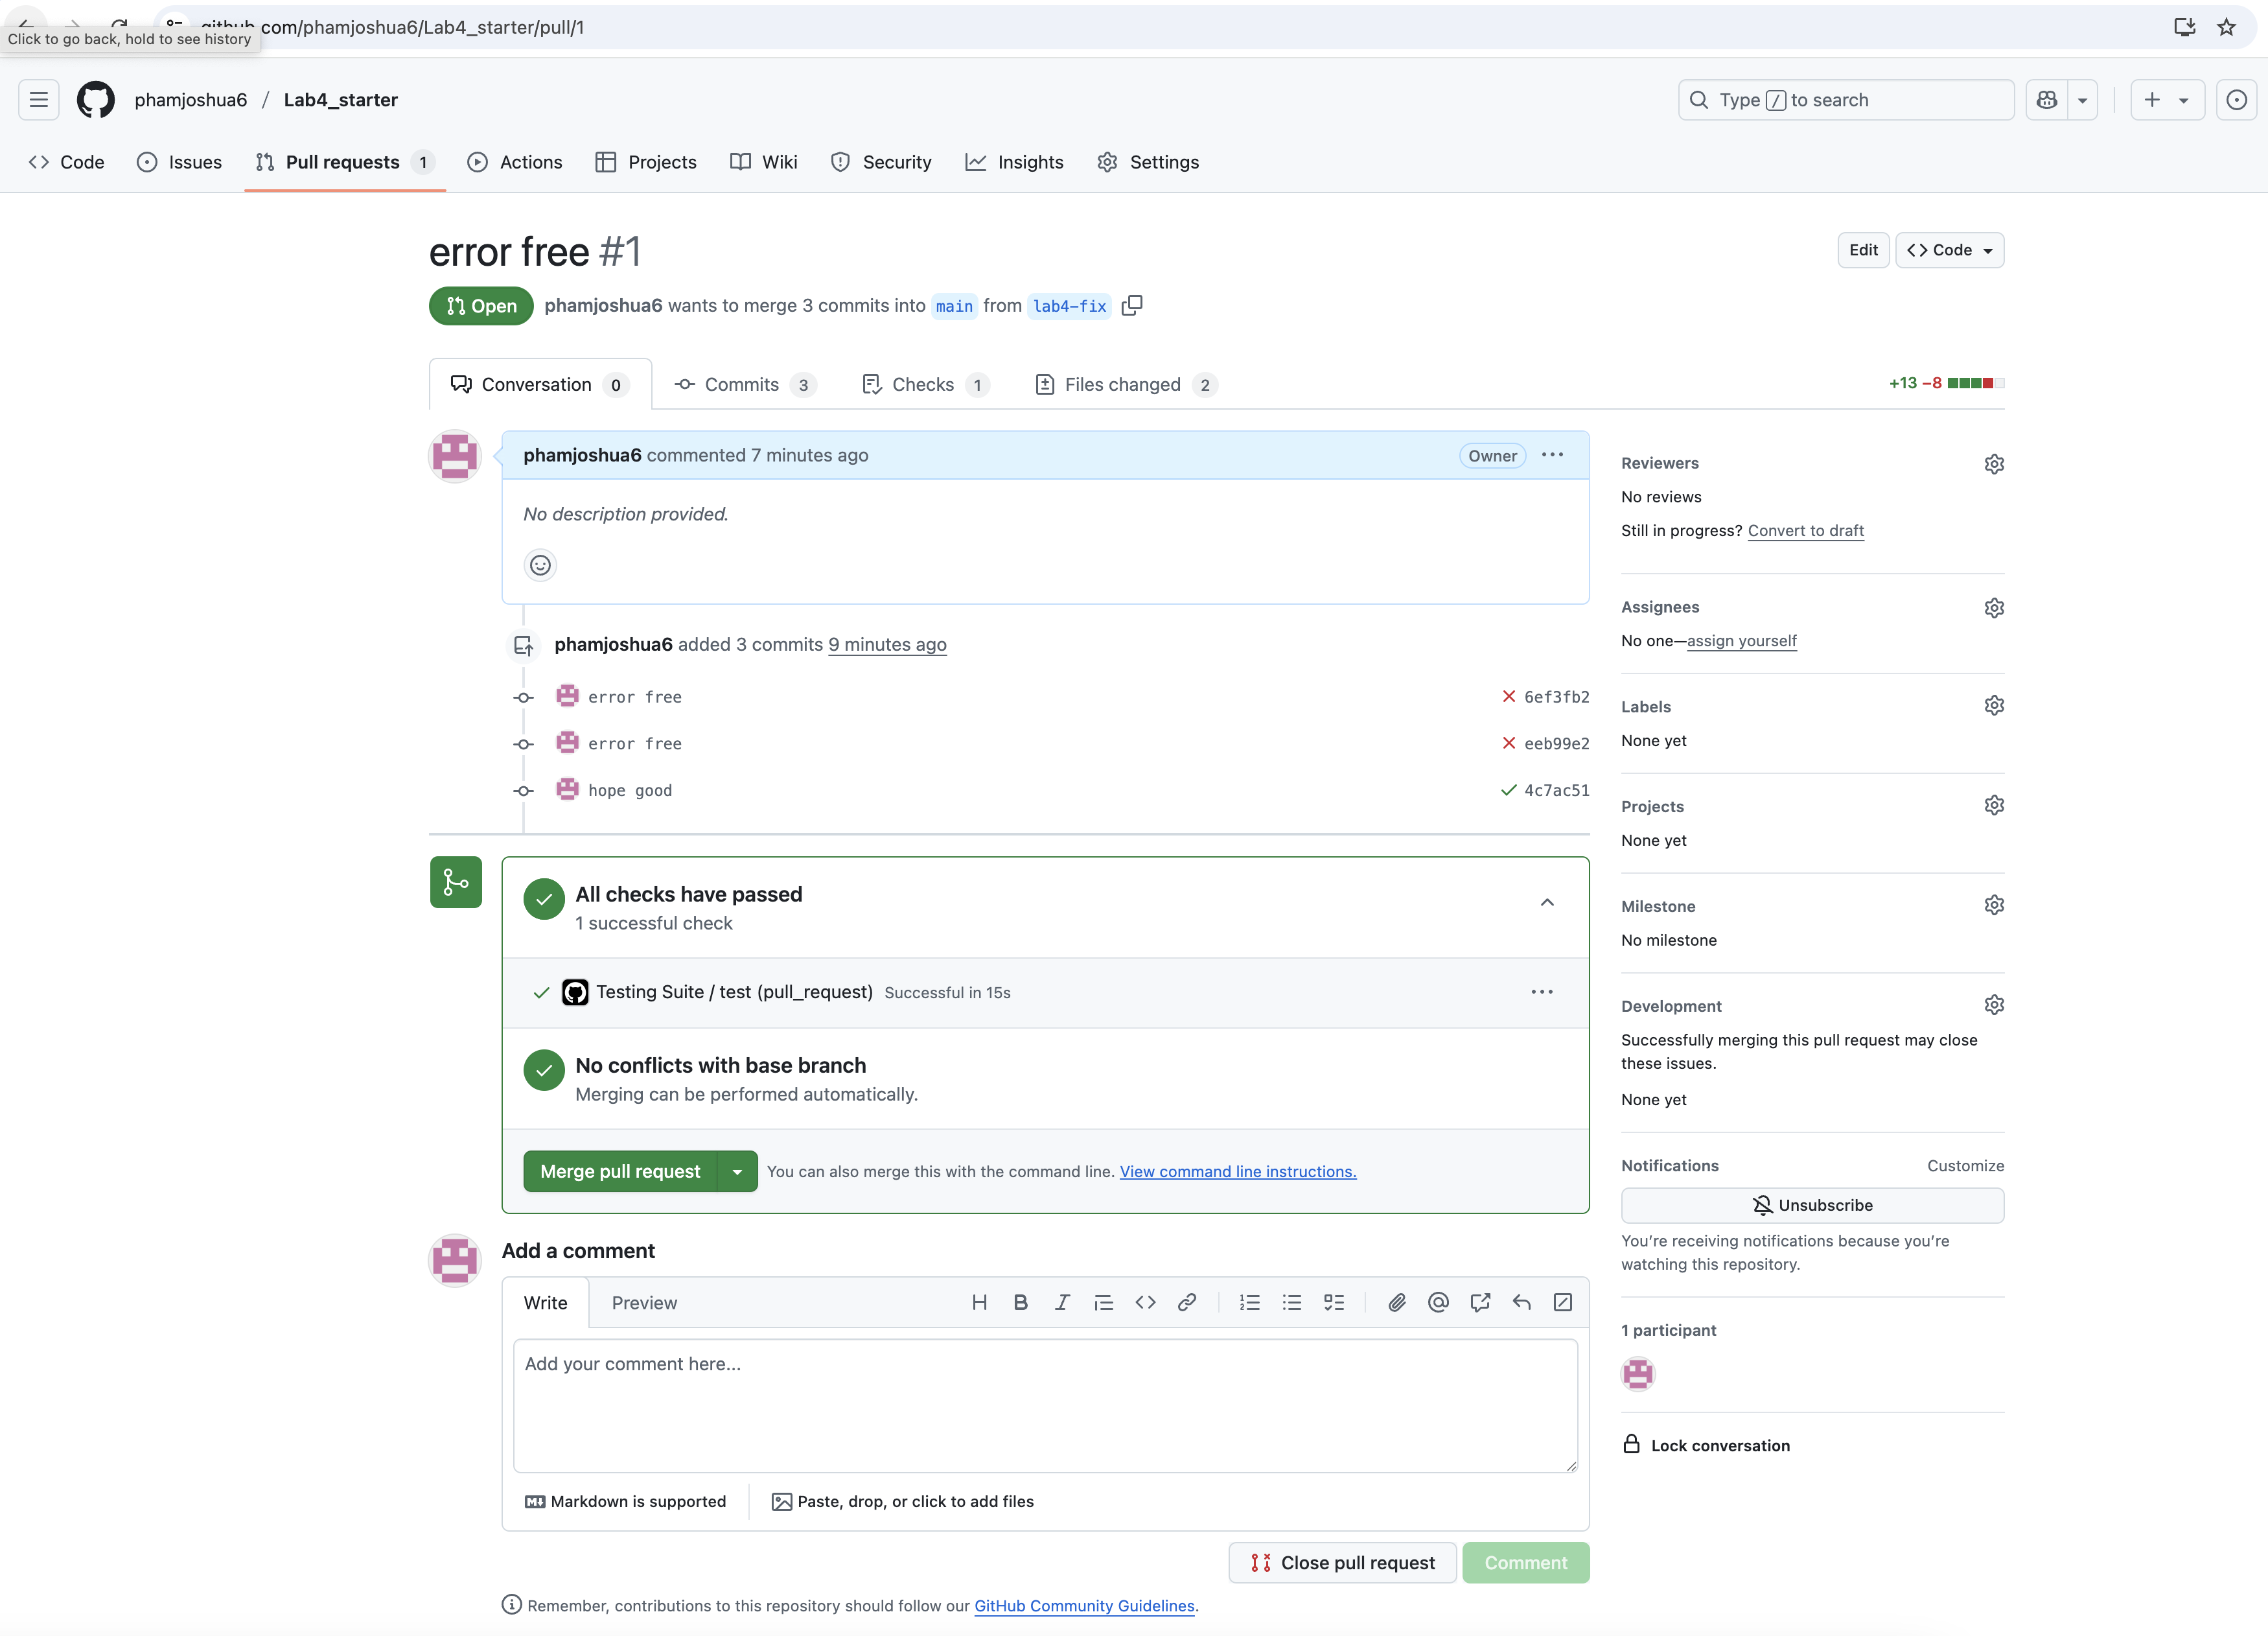 github.com/phamjoshua6/Lab4_starter/pull/1
Click to go back, hold to see history
phamjoshua6 / Lab4_starter
Type / to search
Code
Issues
Pull requests 1
Actions
Projects
Wiki
Security
Insights
Settings
error free #1
Edit
Code
Open
phamjoshua6 wants to merge 3 commits into main from lab4-fix
Conversation 0
Commits 3
Checks 1
Files changed 2
+13 −8
phamjoshua6 commented 7 minutes ago
Owner
No description provided.
phamjoshua6 added 3 commits 9 minutes ago
error free 6ef3fb2
error free eeb99e2
hope good 4c7ac51
All checks have passed
1 successful check
Testing Suite / test (pull_request) Successful in 15s
No conflicts with base branch
Merging can be performed automatically.
Merge pull request
You can also merge this with the command line. View command line instructions.
Add a comment
Write
Preview
Add your comment here...
Markdown is supported
Paste, drop, or click to add files
Close pull request
Comment
Remember, contributions to this repository should follow our GitHub Community Guidelines.
Reviewers
No reviews
Still in progress? Convert to draft
Assignees
No one—assign yourself
Labels
None yet
Projects
None yet
Milestone
No milestone
Development
Successfully merging this pull request may close
these issues.
None yet
Notifications
Customize
Unsubscribe
You’re receiving notifications because you’re
watching this repository.
1 participant
Lock conversation